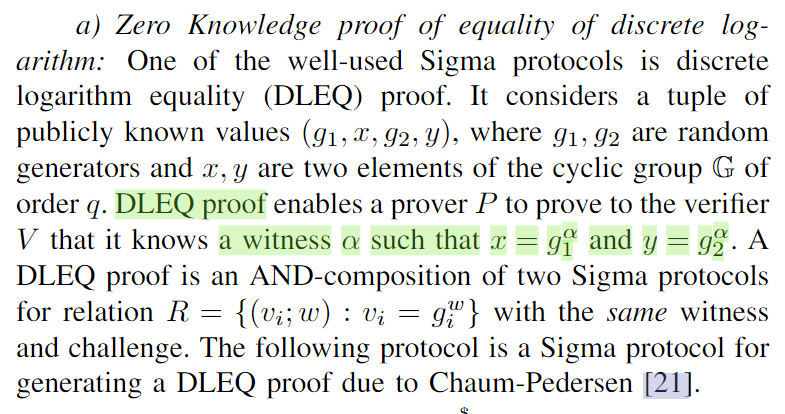 a) Zero Knowledge proof of equality of discrete log-
arithm: One of the well-used Sigma protocols is discrete
logarithm equality (DLEQ) proof. It considers a tuple of
publicly known values (g₁, x, g₂, y), where g₁, g₂ are random
generators and x, y are two elements of the cyclic group 𝔾 of
order q. DLEQ proof enables a prover P to prove to the verifier
V that it knows a witness α such that x = g₁^α and y = g₂^α. A
DLEQ proof is an AND-composition of two Sigma protocols
for relation R = {(vᵢ; w) : vᵢ = gᵢ^w} with the same witness
and challenge. The following protocol is a Sigma protocol for
generating a DLEQ proof due to Chaum-Pedersen [21].